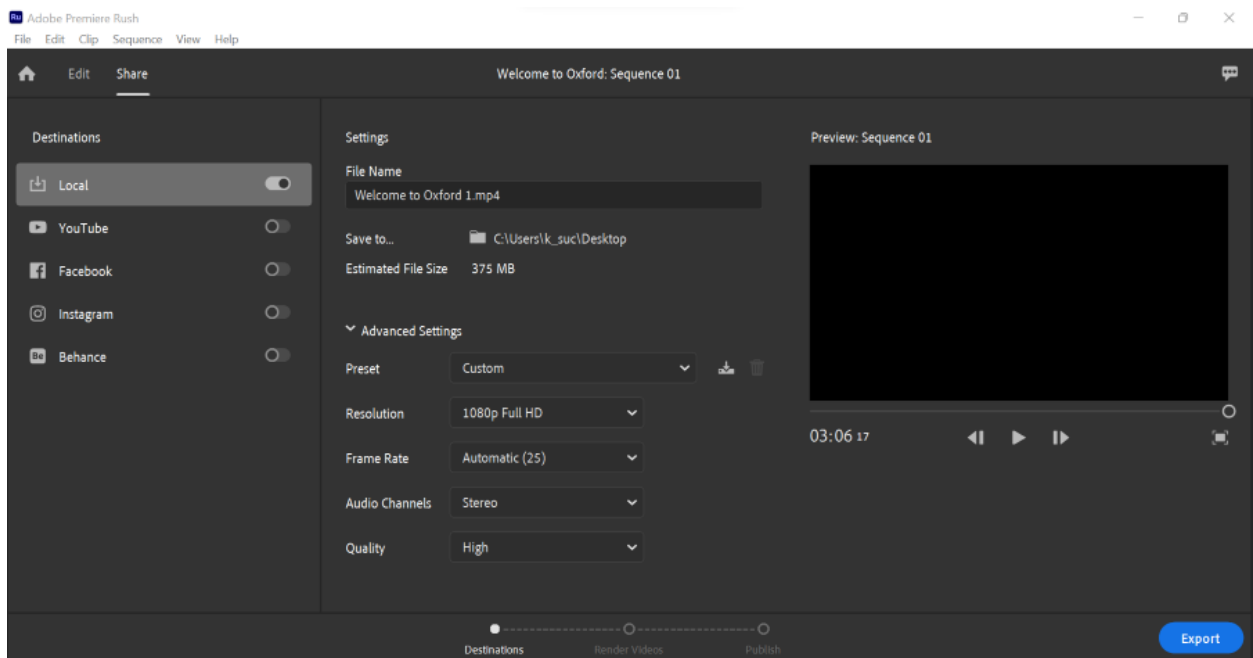 Ru Adobe Premiere Rush
File Edit Clip Sequence View Help
Edit Share Welcome to Oxford: Sequence 01
Destinations
Local
YouTube
Facebook
Instagram
Be Behance
Settings
File Name
Welcome to Oxford 1.mp4
Save to... C:\Users\k_suc\Desktop
Estimated File Size 375 MB
Advanced Settings
Preset Custom
Resolution 1080p Full HD
Frame Rate Automatic (25)
Audio Channels Stereo
Quality High
Preview: Sequence 01
03:06 17
Destinations Render Videos Publish
Export